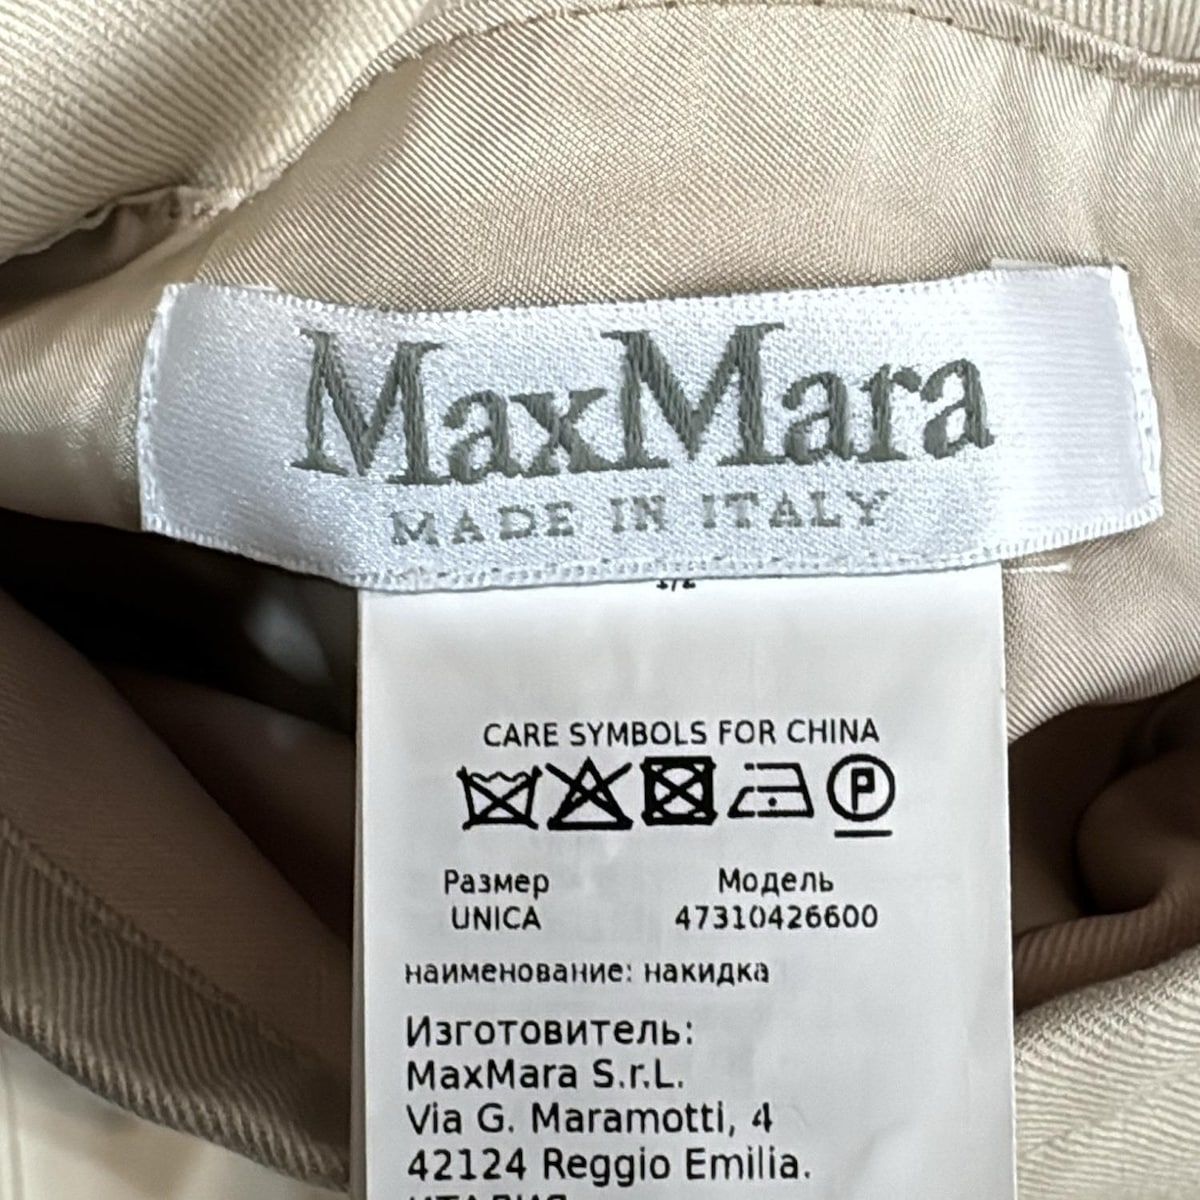 MaxMara
MADE IN ITALY
CARE SYMBOLS FOR CHINA
P
Размер Модель
UNICA 47310426600
наименование: накидка
Изготовитель:
MaxMara S.r.L.
Via G. Maramotti, 4
42124 Reggio Emilia.